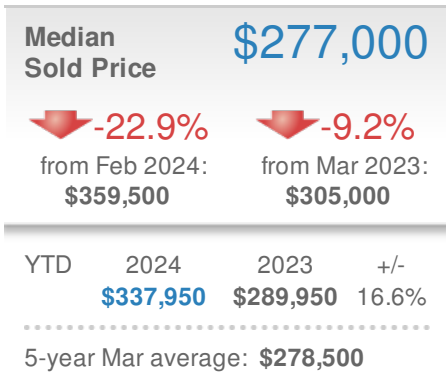 Median $277,000
Sold Price
-22.9% -9.2%
from Feb 2024: from Mar 2023:
$359,500 $305,000
YTD 2024 2023 +/-
$337,950 $289,950 16.6%
5-year Mar average: $278,500